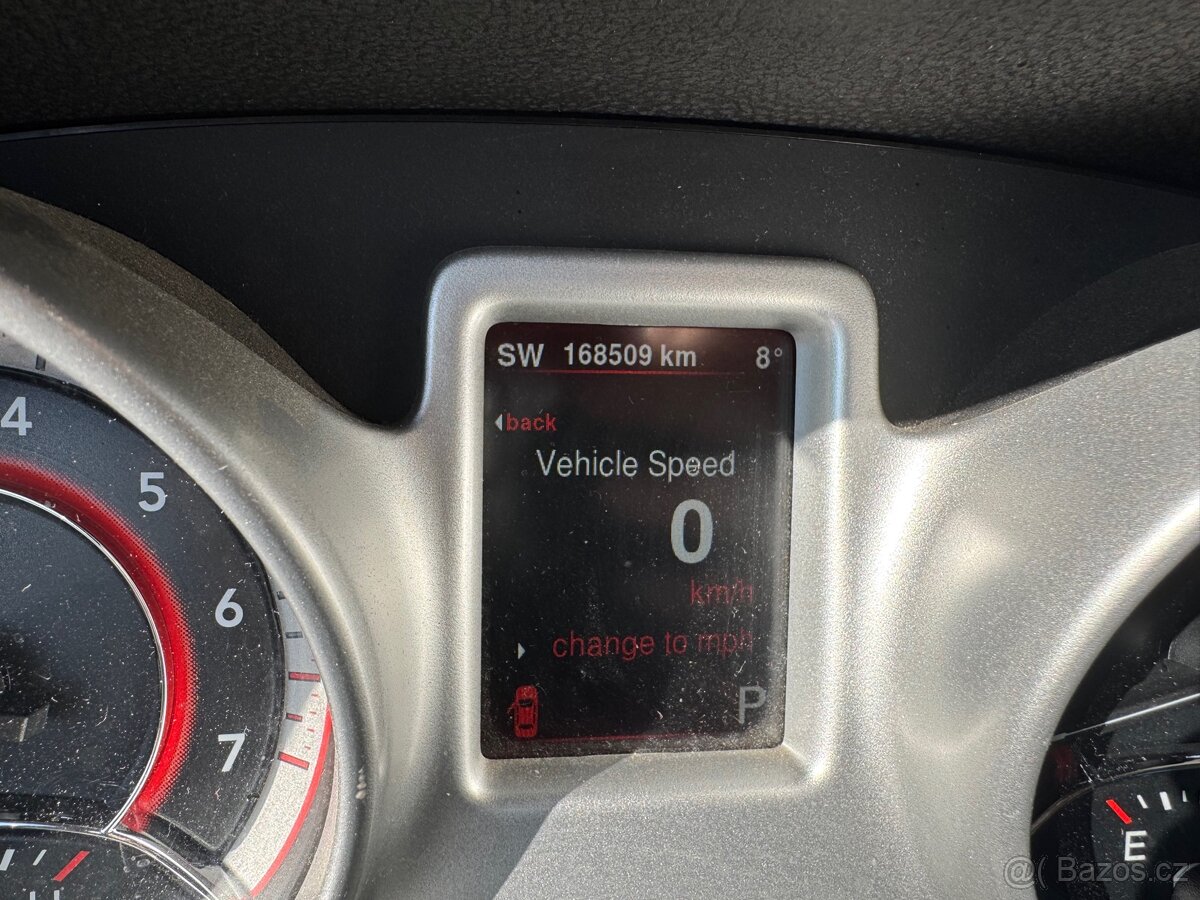 SW 168509 km 8°
back
Vehicle Speed
0
km/h
change to mph
P
4
5
6
7
H
E
@( Bazos.cz